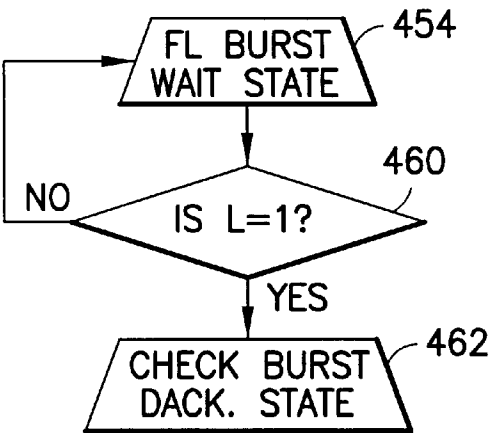 FL BURST
WAIT STATE
454
460
NO
IS L=1?
YES
462
CHECK BURST
DACK. STATE